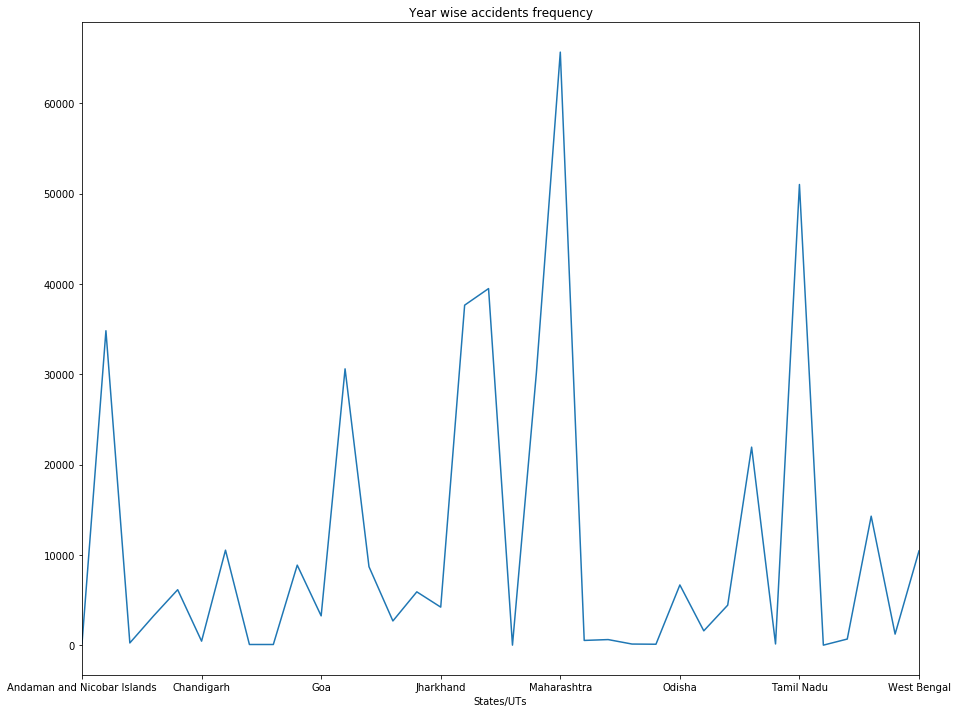 Year wise accidents frequency
60000
50000
40000
30000
20000
10000
0
Andaman and Nicobar Islands Chandigarh Goa Jharkhand Maharashtra Odisha Tamil Nadu West Bengal
States/UTs